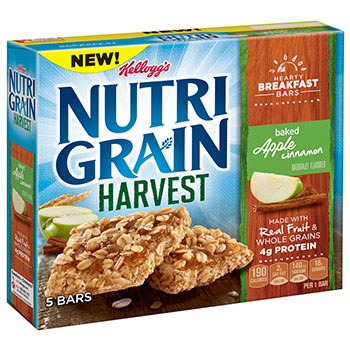 NEW!
Kellogg's
NUTRI
GRAIN
HARVEST
HEARTY
BREAKFAST
BARS
baked
Apple
cinnamon
NATURALLY FLAVORED
MADE WITH
Real Fruit &
WHOLE GRAINS
4g PROTEIN
190
5 BARS
PER 1 BAR